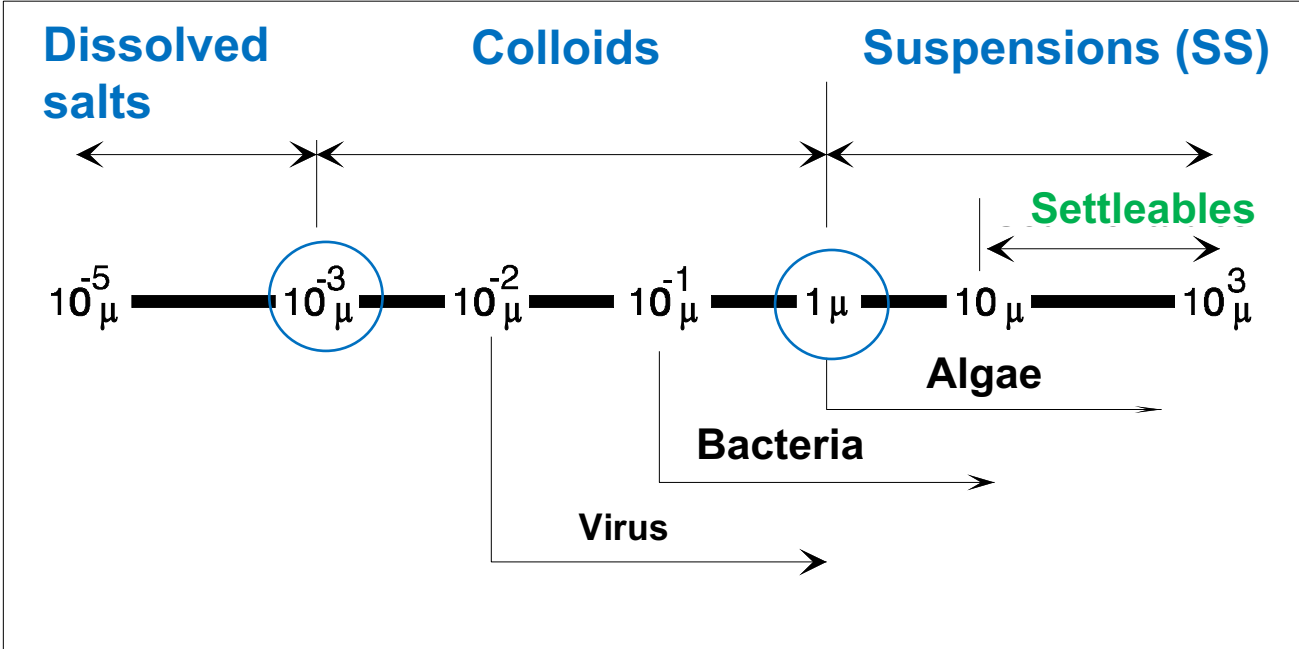 Dissolved
salts
Colloids
Suspensions (SS)
Settleables
10⁻⁵μ
10⁻³μ
10⁻²μ
10⁻¹μ
1μ
10μ
10³μ
Algae
Bacteria
Virus